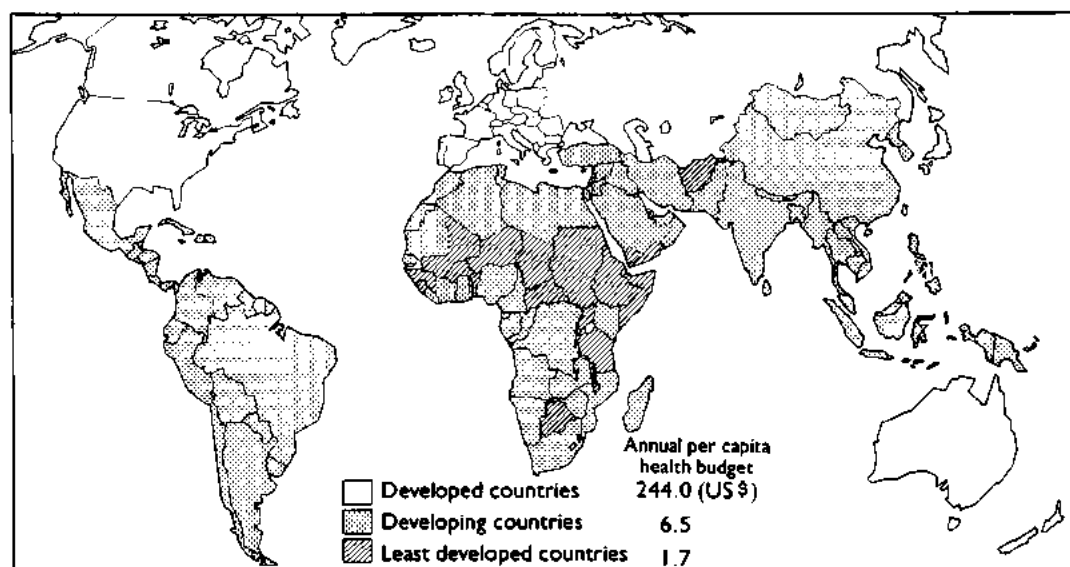 Annual per capita
health budget
Developed countries 244.0 (US $)
Developing countries 6.5
Least developed countries 1.7